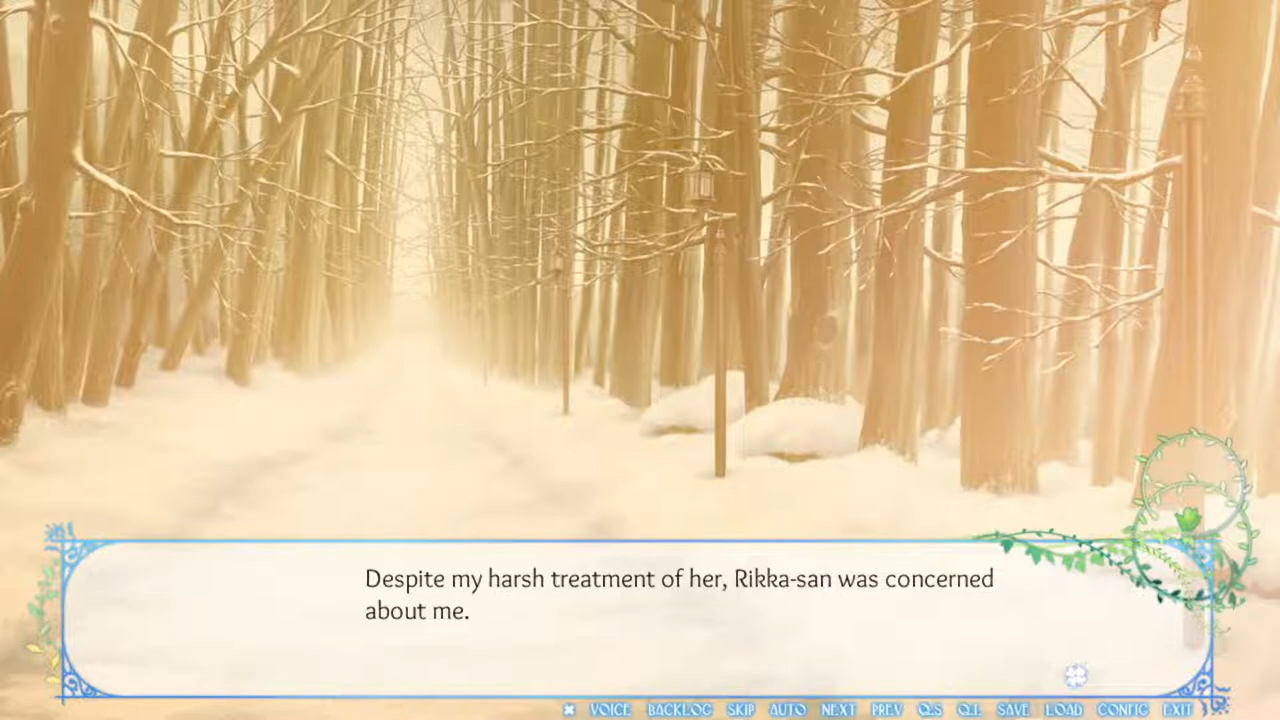 Despite my harsh treatment of her, Rikka-san was concerned
about me.
VOICE BACKLOG SKIP AUTO NEXT PREV Q.S Q.L SAVE LOAD CONFIG EXIT